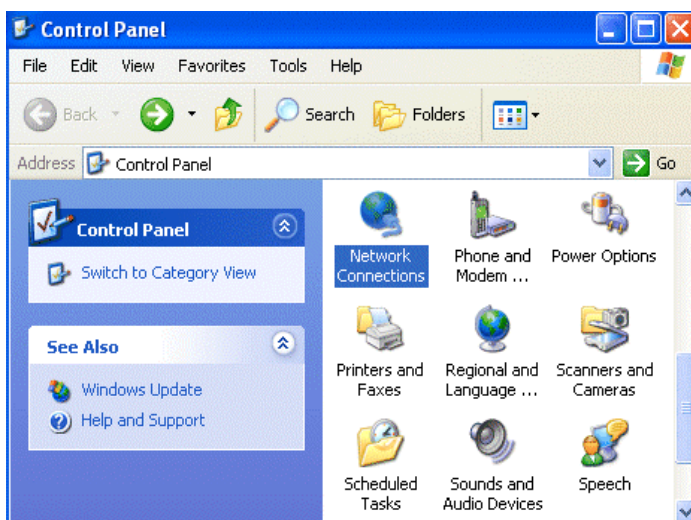 Control Panel
File Edit View Favorites Tools Help
Back Search Folders
Address Control Panel Go
Control Panel
Switch to Category View
See Also
Windows Update
Help and Support
Network Connections
Phone and Modem ...
Power Options
Printers and Faxes
Regional and Language ...
Scanners and Cameras
Scheduled Tasks
Sounds and Audio Devices
Speech